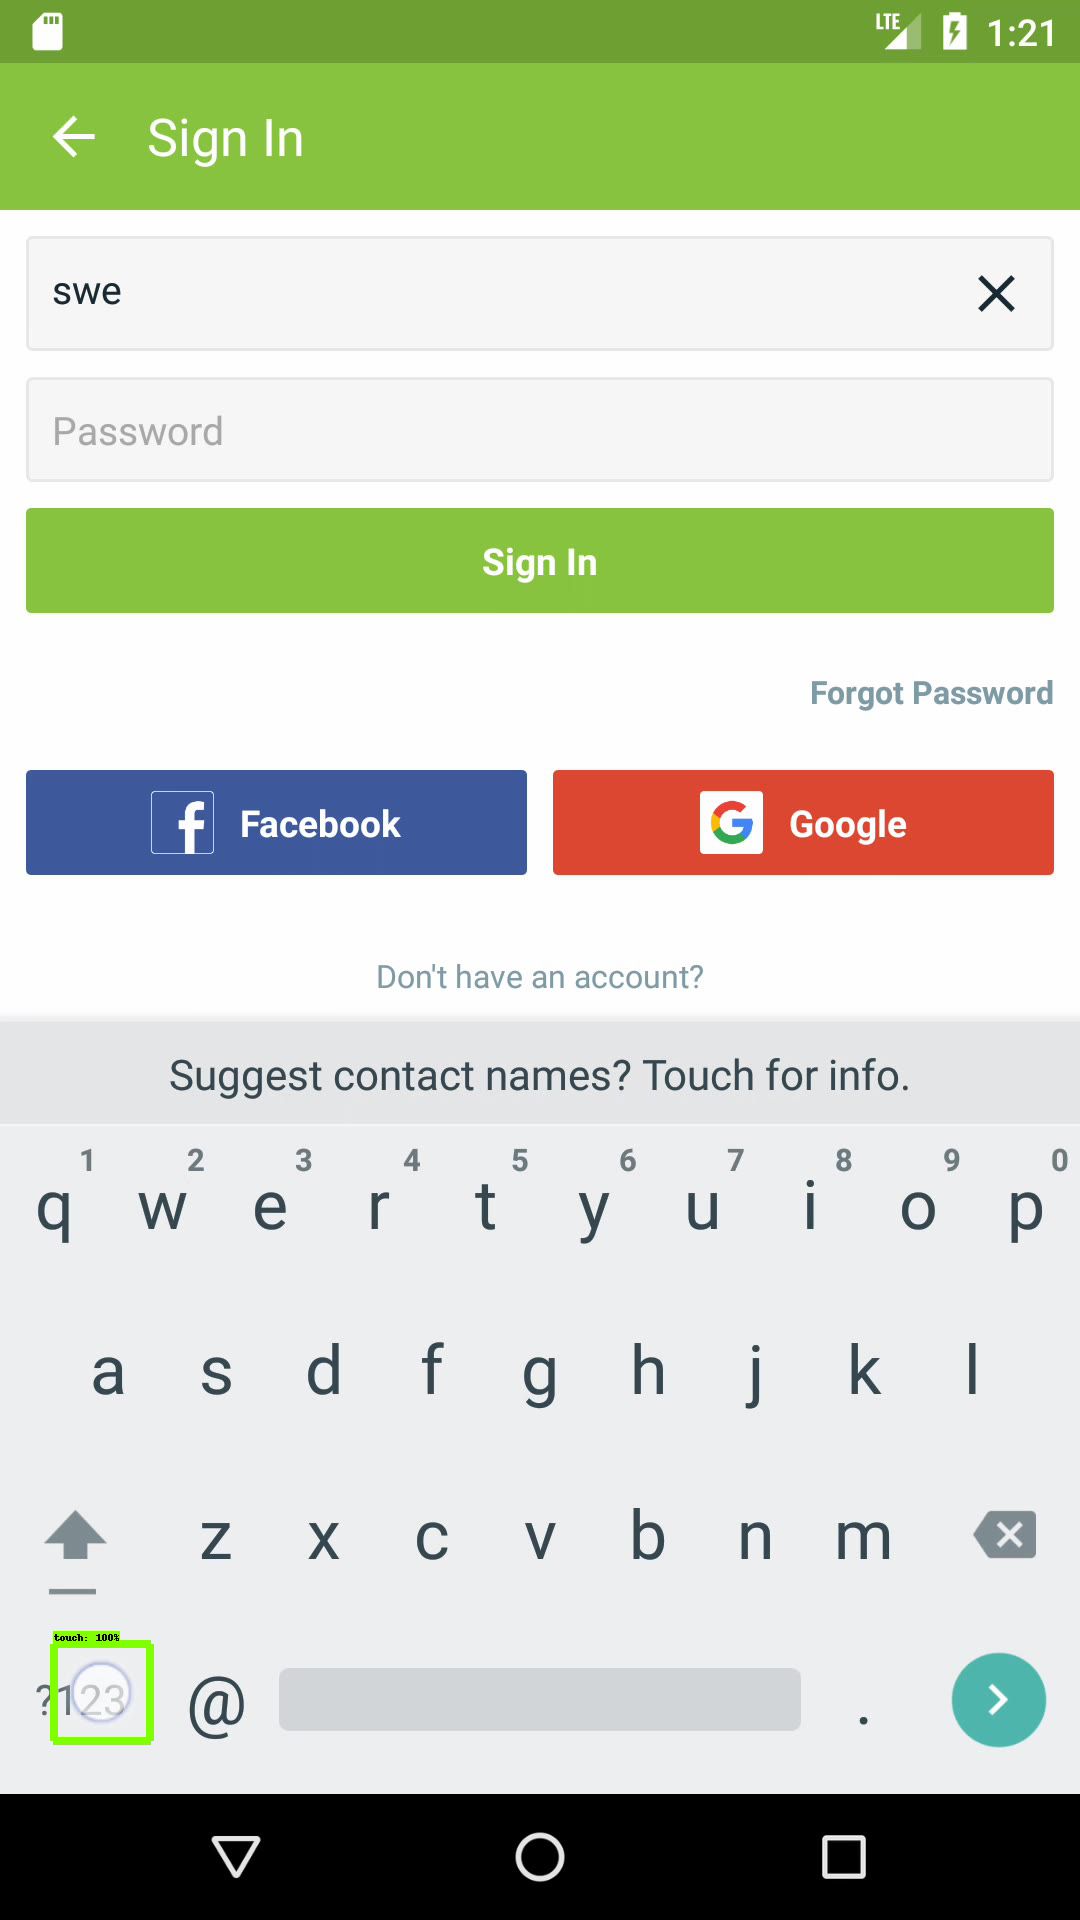 LTE 1:21
Sign In
swe
Password
Sign In
Forgot Password
Facebook Google
Don't have an account?
Suggest contact names? Touch for info.
1 2 3 4 5 6 7 8 9 0
q w e r t y u i o p
a s d f g h j k l
z x c v b n m
touch: 100%
?123 @ .